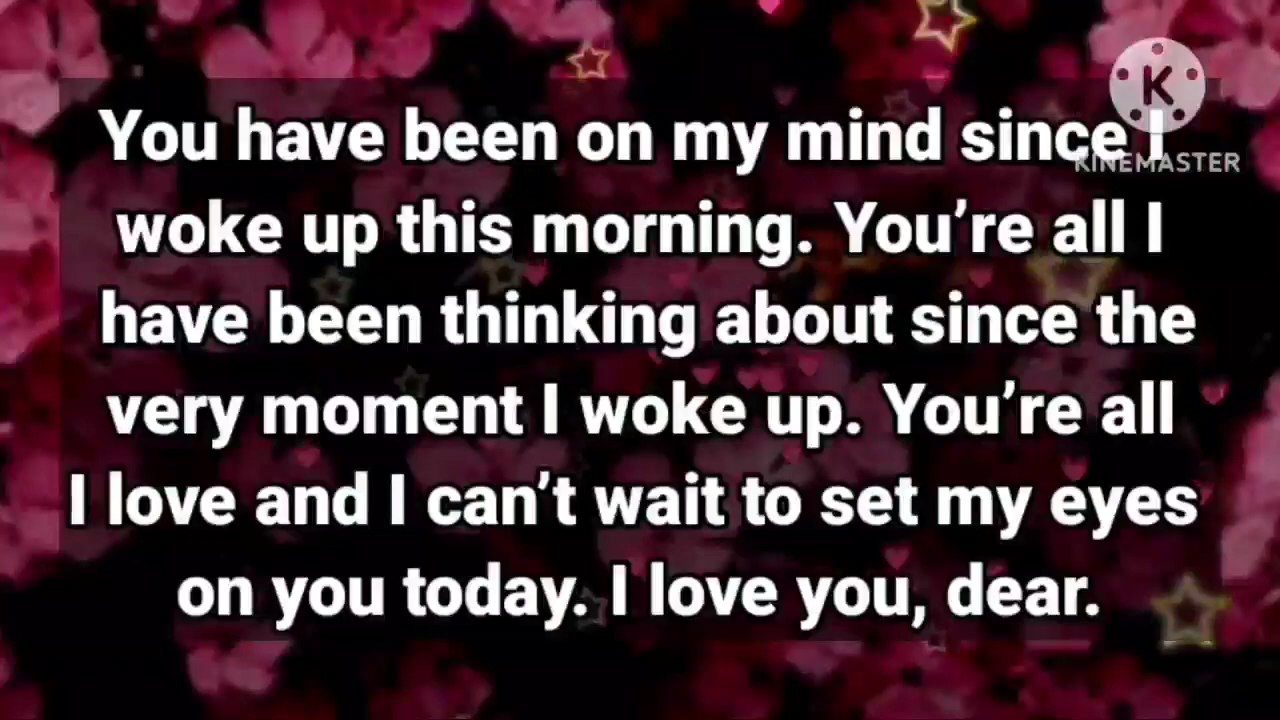 K
KINEMASTER
You have been on my mind since I
woke up this morning. You’re all I
have been thinking about since the
very moment I woke up. You’re all
I love and I can’t wait to set my eyes
on you today. I love you, dear.